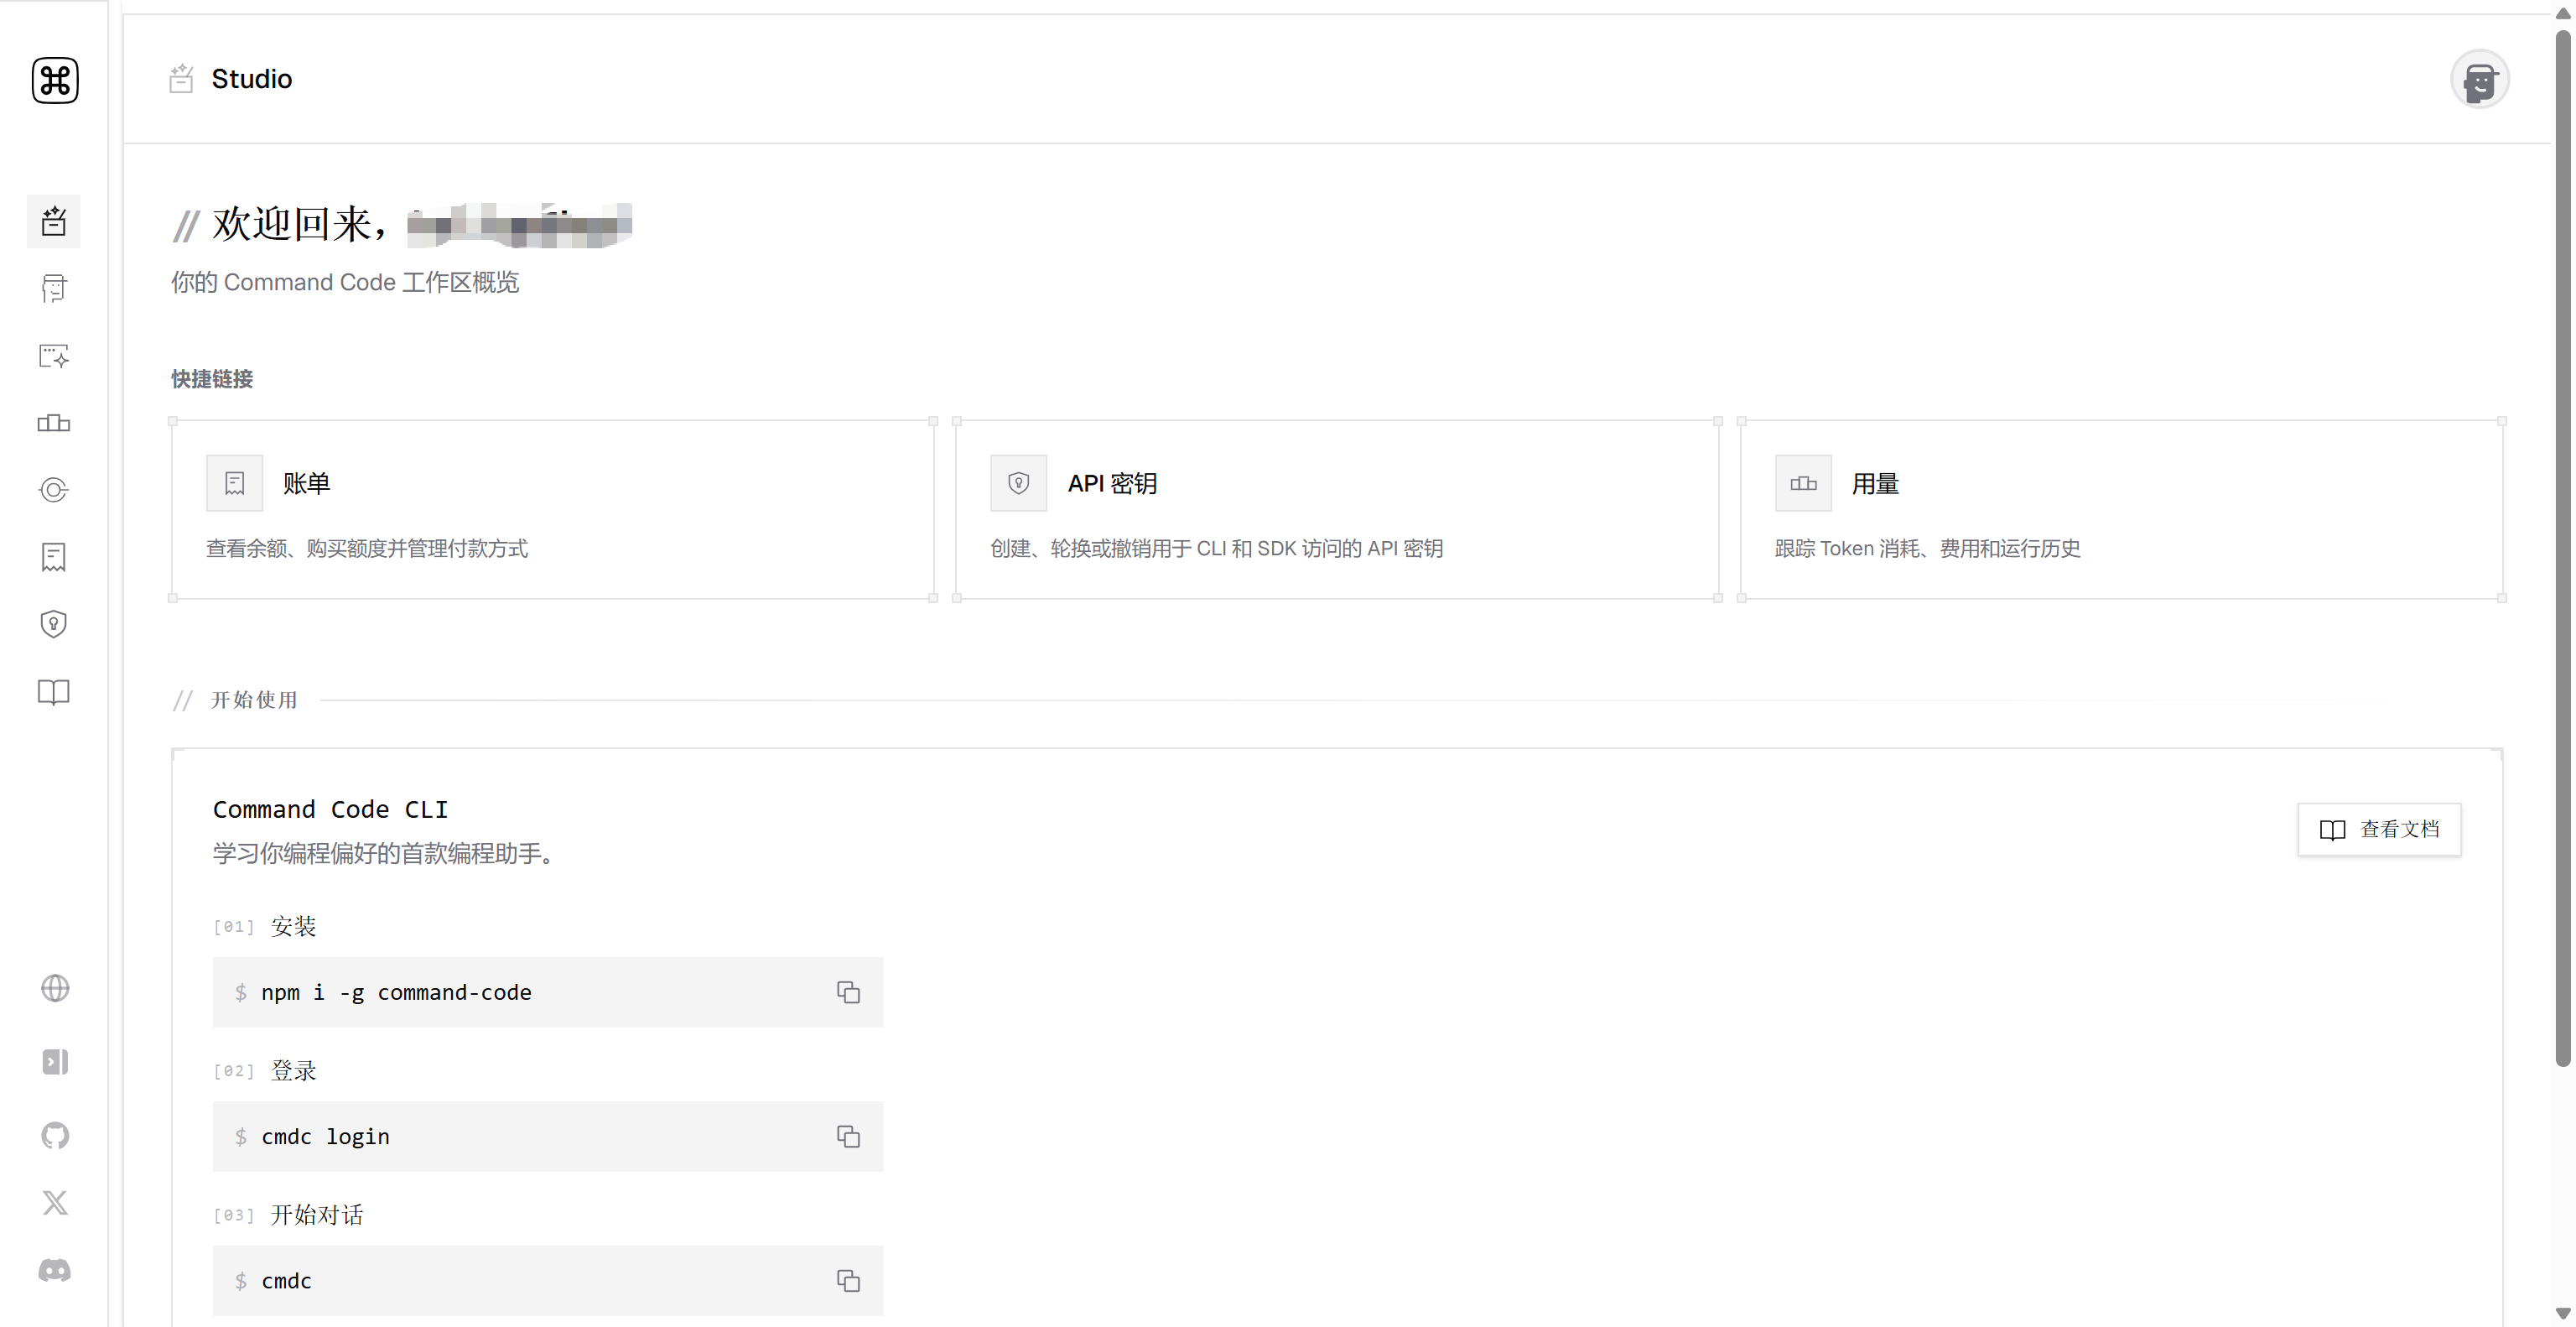 Studio
// 欢迎回来，
你的 Command Code 工作区概览
快捷链接
账单
查看余额、购买额度并管理付款方式
API 密钥
创建、轮换或撤销用于 CLI 和 SDK 访问的 API 密钥
用量
跟踪 Token 消耗、费用和运行历史
// 开始使用
Command Code CLI
学习你编程偏好的首款编程助手。
查看文档
[01] 安装
$ npm i -g command-code
[02] 登录
$ cmdc login
[03] 开始对话
$ cmdc